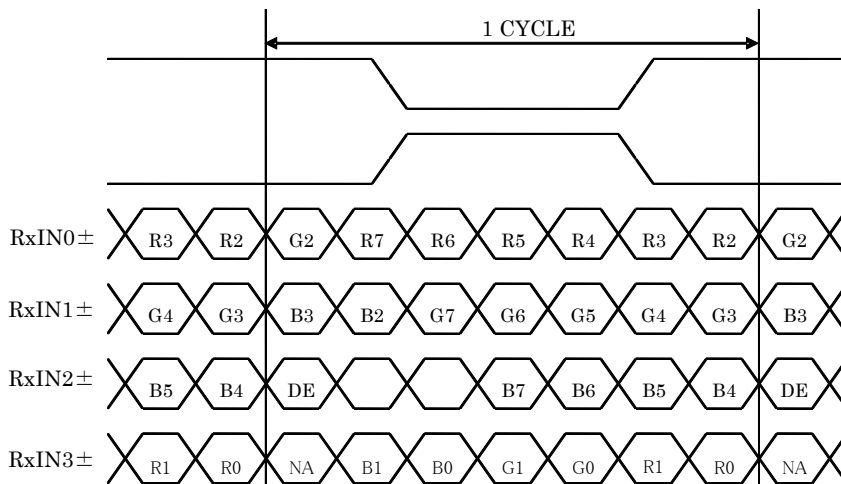 1 CYCLE
RxIN0± R3 R2 G2 R7 R6 R5 R4 R3 R2 G2
RxIN1± G4 G3 B3 B2 G7 G6 G5 G4 G3 B3
RxIN2± B5 B4 DE B7 B6 B5 B4 DE
RxIN3± R1 R0 NA B1 B0 G1 G0 R1 R0 NA